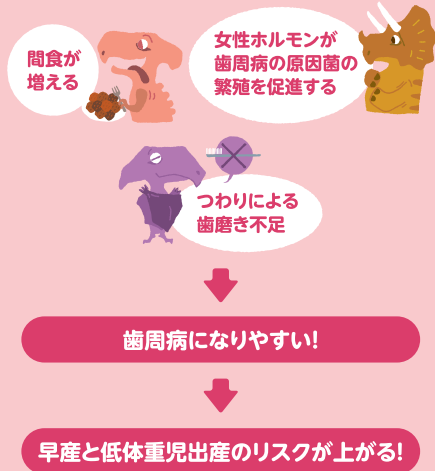 間食が
増える
女性ホルモンが
歯周病の原因菌の
繁殖を促進する
つわりによる
歯磨き不足
歯周病になりやすい!
早産と低体重児出産のリスクが上がる!